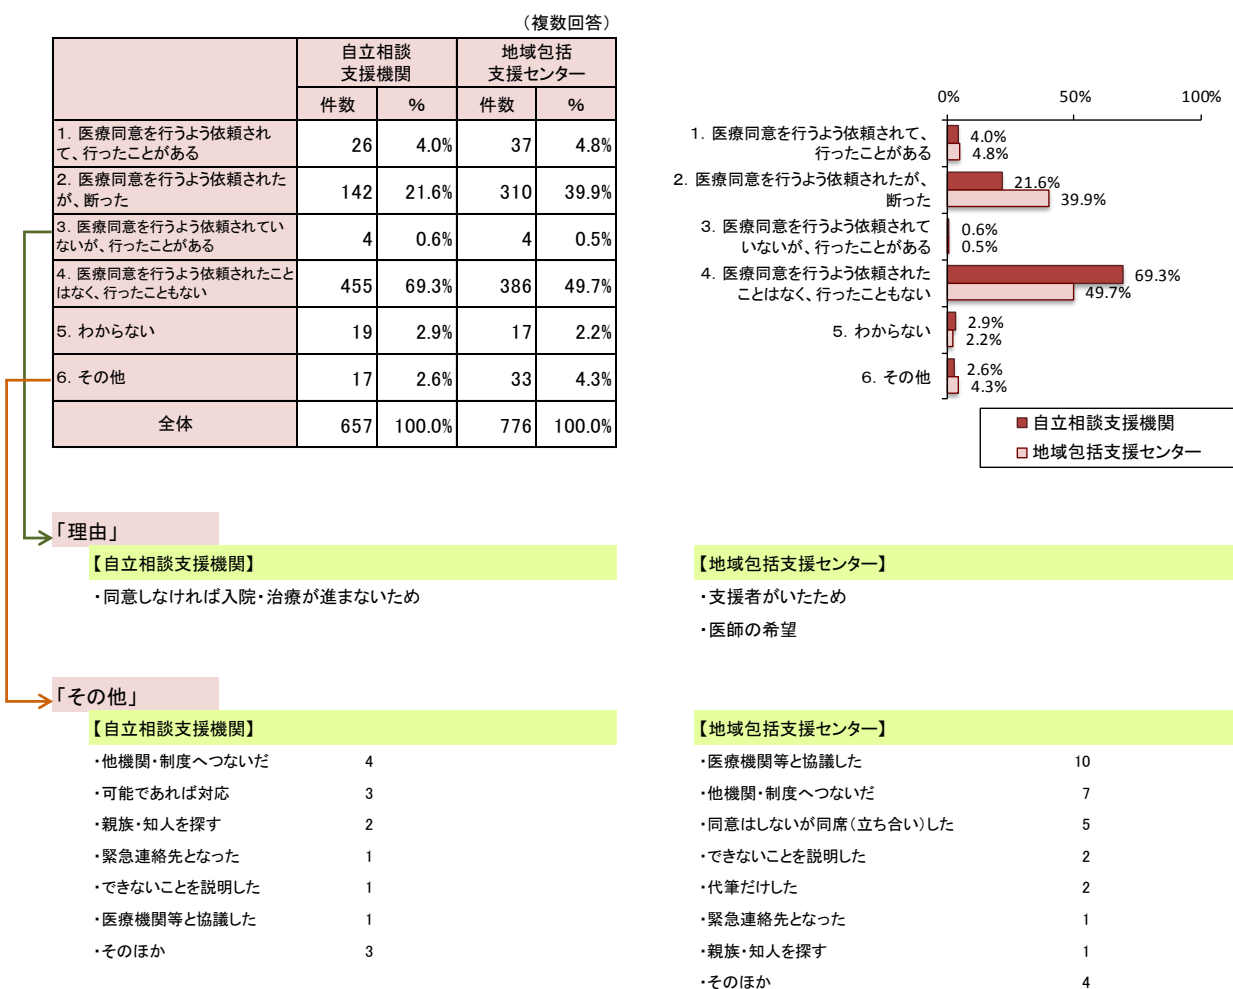 （複数回答）
自立相談
支援機関
地域包括
支援センター
件数 % 件数 %
1. 医療同意を行うよう依頼され
て、行ったことがある
26 4.0% 37 4.8%
2. 医療同意を行うよう依頼された
が、断った
142 21.6% 310 39.9%
3. 医療同意を行うよう依頼されてい
ないが、行ったことがある
4 0.6% 4 0.5%
4. 医療同意を行うよう依頼されたこと
はなく、行ったこともない
455 69.3% 386 49.7%
5. わからない 19 2.9% 17 2.2%
6. その他 17 2.6% 33 4.3%
全体 657 100.0% 776 100.0%
0% 50% 100%
1. 医療同意を行うよう依頼されて、
行ったことがある
4.0%
4.8%
2. 医療同意を行うよう依頼されたが、
断った
21.6%
39.9%
3. 医療同意を行うよう依頼されて
いないが、行ったことがある
0.6%
0.5%
4. 医療同意を行うよう依頼された
ことはなく、行ったこともない
69.3%
49.7%
5. わからない
2.9%
2.2%
6. その他
2.6%
4.3%
自立相談支援機関
地域包括支援センター
「理由」
【自立相談支援機関】
・同意しなければ入院・治療が進まないため
【地域包括支援センター】
・支援者がいたため
・医師の希望
「その他」
【自立相談支援機関】
・他機関・制度へつないだ 4
・可能であれば対応 3
・親族・知人を探す 2
・緊急連絡先となった 1
・できないことを説明した 1
・医療機関等と協議した 1
・そのほか 3
【地域包括支援センター】
・医療機関等と協議した 10
・他機関・制度へつないだ 7
・同意はしないが同席（立ち合い）した 5
・できないことを説明した 2
・代筆だけした 2
・緊急連絡先となった 1
・親族・知人を探す 1
・そのほか 4